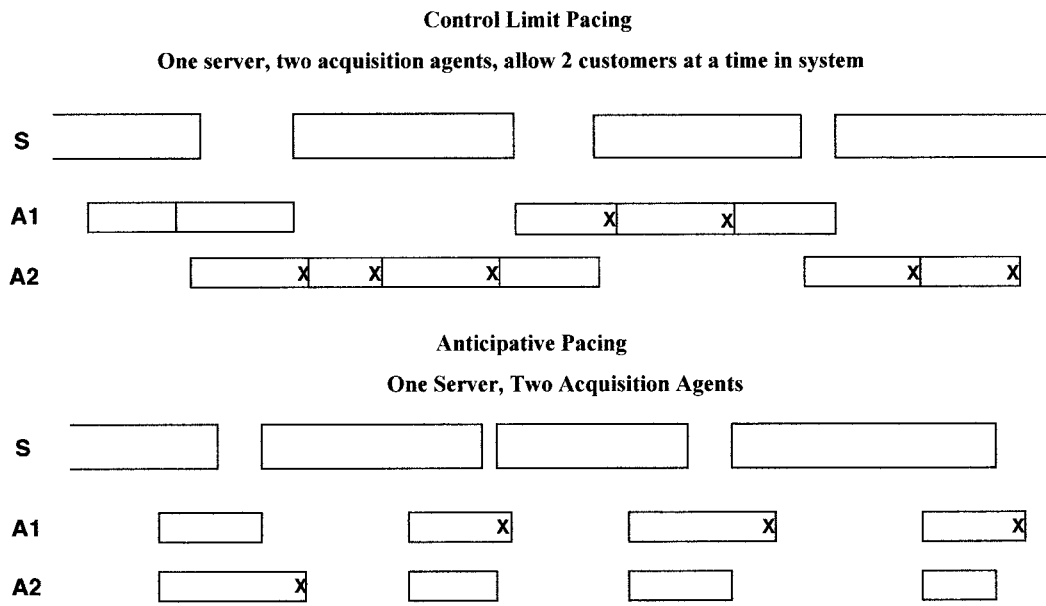 Control Limit Pacing
One server, two acquisition agents, allow 2 customers at a time in system
S
A1
X X
A2
X X X X X
Anticipative Pacing
One Server, Two Acquisition Agents
S
A1
X X X
A2
X